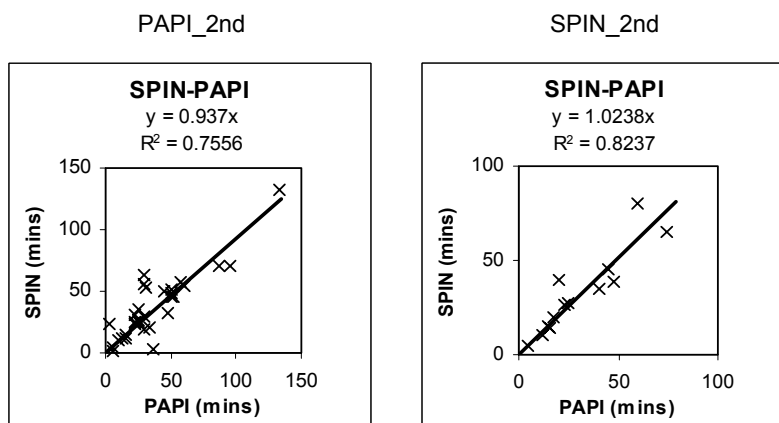 PAPI_2nd
SPIN-PAPI
y = 0.937x
R² = 0.7556
150
100
50
0
SPIN (mins)
0 50 100 150
PAPI (mins)
SPIN_2nd
SPIN-PAPI
y = 1.0238x
R² = 0.8237
100
50
0
SPIN (mins)
0 50 100
PAPI (mins)